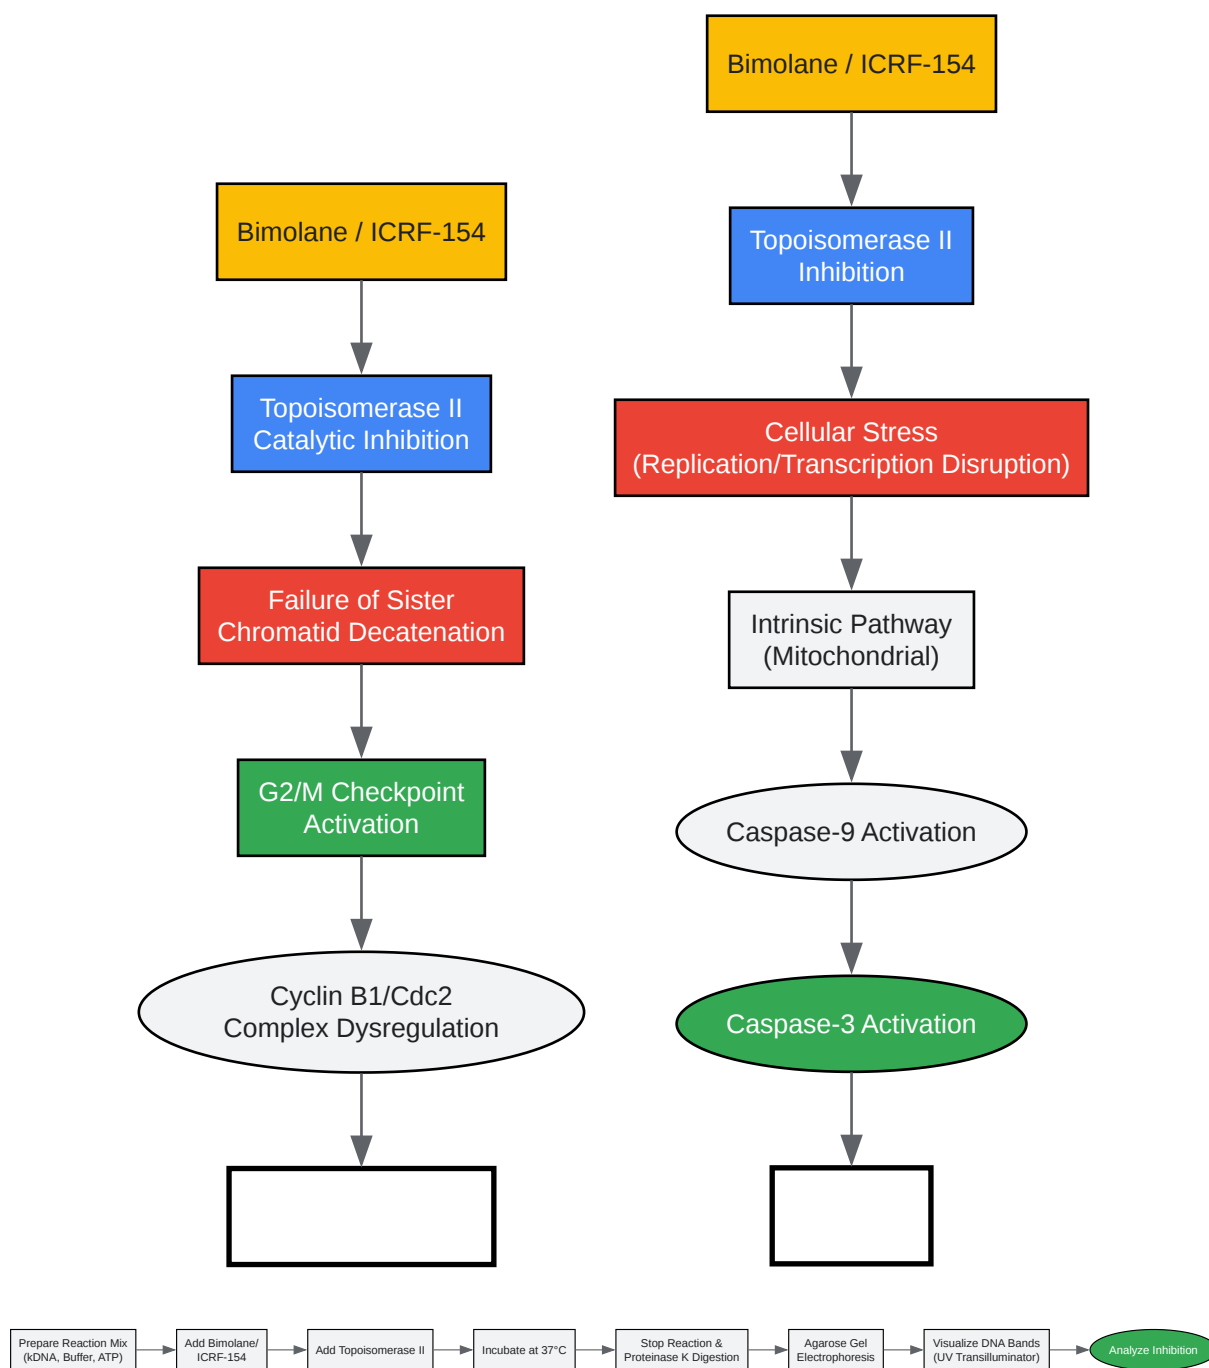 Bimolane / ICRF-154
Topoisomerase II
Catalytic Inhibition
Failure of Sister
Chromatid Decatenation
G2/M Checkpoint
Activation
Cyclin B1/Cdc2
Complex Dysregulation
Bimolane / ICRF-154
Topoisomerase II
Inhibition
Cellular Stress
(Replication/Transcription Disruption)
Intrinsic Pathway
(Mitochondrial)
Caspase-9 Activation
Caspase-3 Activation
Prepare Reaction Mix
(kDNA, Buffer, ATP)
Add Bimolane/
ICRF-154
Add Topoisomerase II
Incubate at 37°C
Stop Reaction &
Proteinase K Digestion
Agarose Gel
Electrophoresis
Visualize DNA Bands
(UV Transilluminator)
Analyze Inhibition